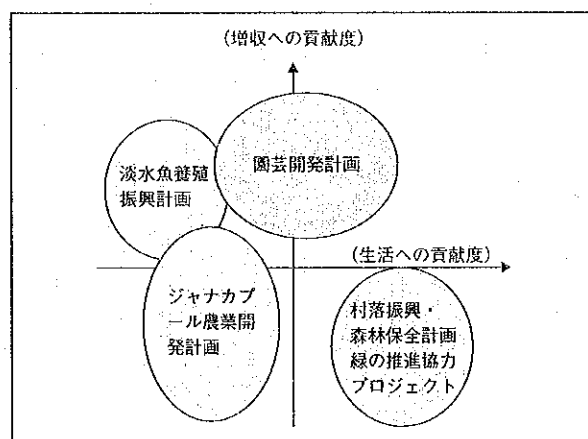 (増収への貢献度)
園芸開発計画
淡水魚養殖
振興計画
(生活への貢献度)
ジャナカプ
ール農業開
発計画
村落振興・
森林保全計画
緑の推進協力
プロジェクト